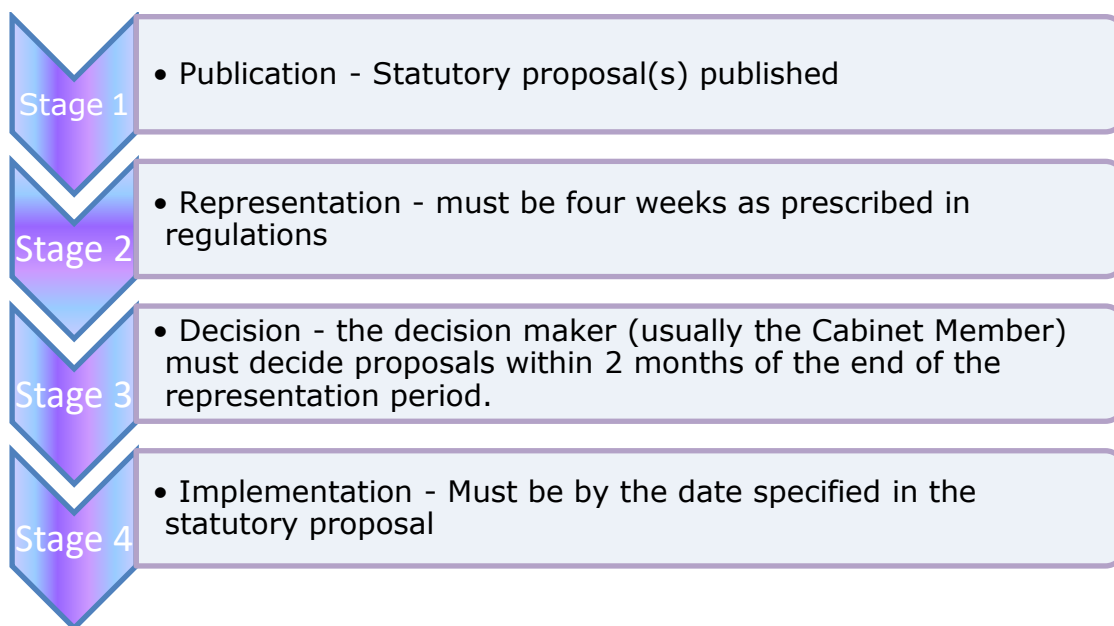 Stage 1
• Publication - Statutory proposal(s) published
Stage 2
• Representation - must be four weeks as prescribed in
regulations
Stage 3
• Decision - the decision maker (usually the Cabinet Member)
must decide proposals within 2 months of the end of the
representation period.
Stage 4
• Implementation - Must be by the date specified in the
statutory proposal